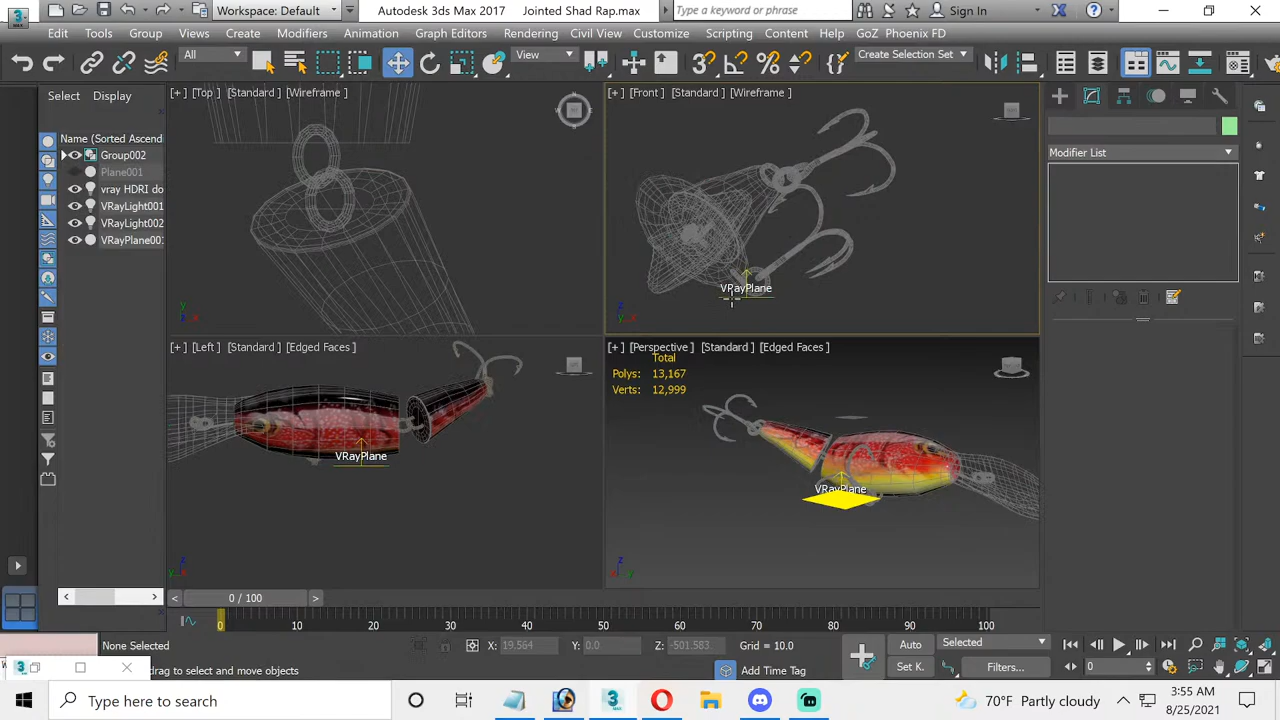 Workspace: Default
Autodesk 3ds Max 2017
Jointed Shad Rap.max
Type a keyword or phrase
Sign In
Edit
Tools
Group
Views
Create
Modifiers
Animation
Graph Editors
Rendering
Civil View
Customize
Scripting
Content
GoZ
Phoenix FD
All
View
Create Selection Set
Select
Display
[+] [Top] [Standard] [Wireframe]
[+] [Front] [Standard] [Wireframe]
Name (Sorted Ascend
Group002
Plane001
vray HDRI do
VRayLight001
VRayLight002
VRayPlane001
Modifier List
VRayPlane
[+] [Left] [Standard] [Edged Faces]
[+] [Perspective] [Standard] [Edged Faces]
Total
Polys: 13,167
Verts: 12,999
VRayPlane
VRayPlane
0 / 100
0
10
20
30
40
50
60
70
80
90
100
None Selected
X: 19.564
Y: 0.0
Z: -501.583
Grid = 10.0
Auto
Selected
drag to select and move objects
Add Time Tag
Set K.
Filters...
0
Type here to search
70°F Partly cloudy
3:55 AM
8/25/2021